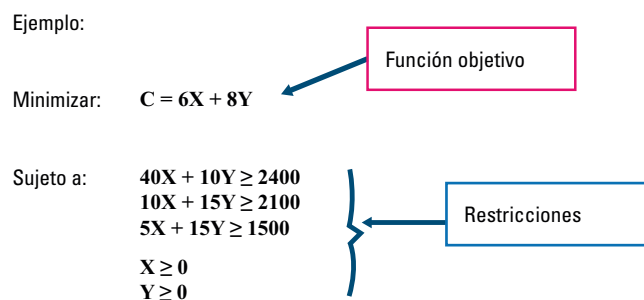 Ejemplo:
Función objetivo
Minimizar: C = 6X + 8Y
Sujeto a: 40X + 10Y ≥ 2400
10X + 15Y ≥ 2100
5X + 15Y ≥ 1500
Restricciones
X ≥ 0
Y ≥ 0